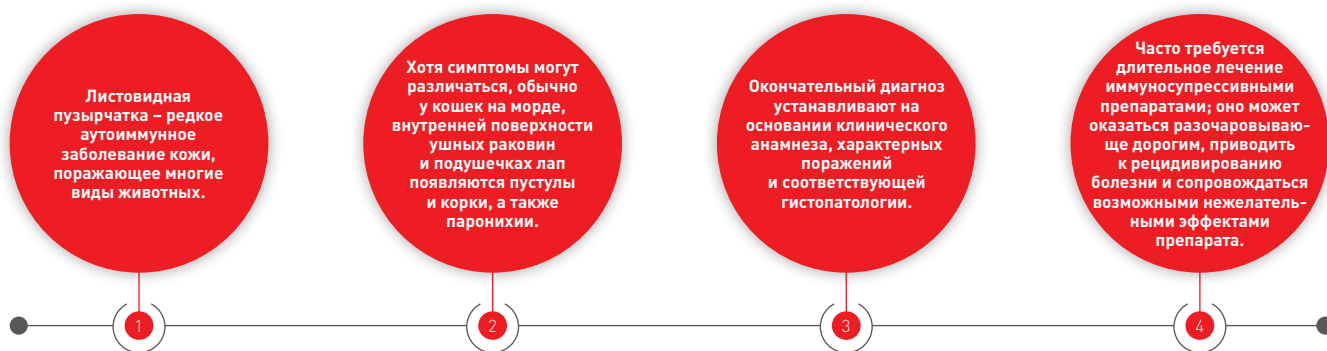 Листовидная
пузырчатка – редкое
аутоиммунное
заболевание кожи,
поражающее многие
виды животных.
Хотя симптомы могут
различаться, обычно
у кошек на морде,
внутренней поверхности
ушных раковин
и подушечках лап
появляются пустулы
и корки, а также
паронихии.
Окончательный диагноз
устанавливают на
основании клинического
анамнеза, характерных
поражений
и соответствующей
гистопатологии.
Часто требуется
длительное лечение
иммуносупрессивными
препаратами; оно может
оказаться разочаровываю-
ще дорогим, приводить
к рецидивированию
болезни и сопровождаться
возможными нежелатель-
ными эффектами
препарата.
1
2
3
4